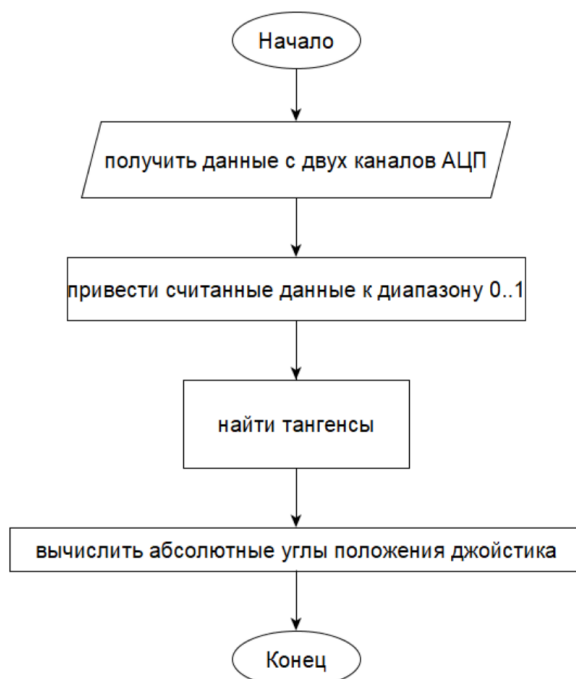 Начало
получить данные с двух каналов АЦП
привести считанные данные к диапазону 0..1
найти тангенсы
вычислить абсолютные углы положения джойстика
Конец